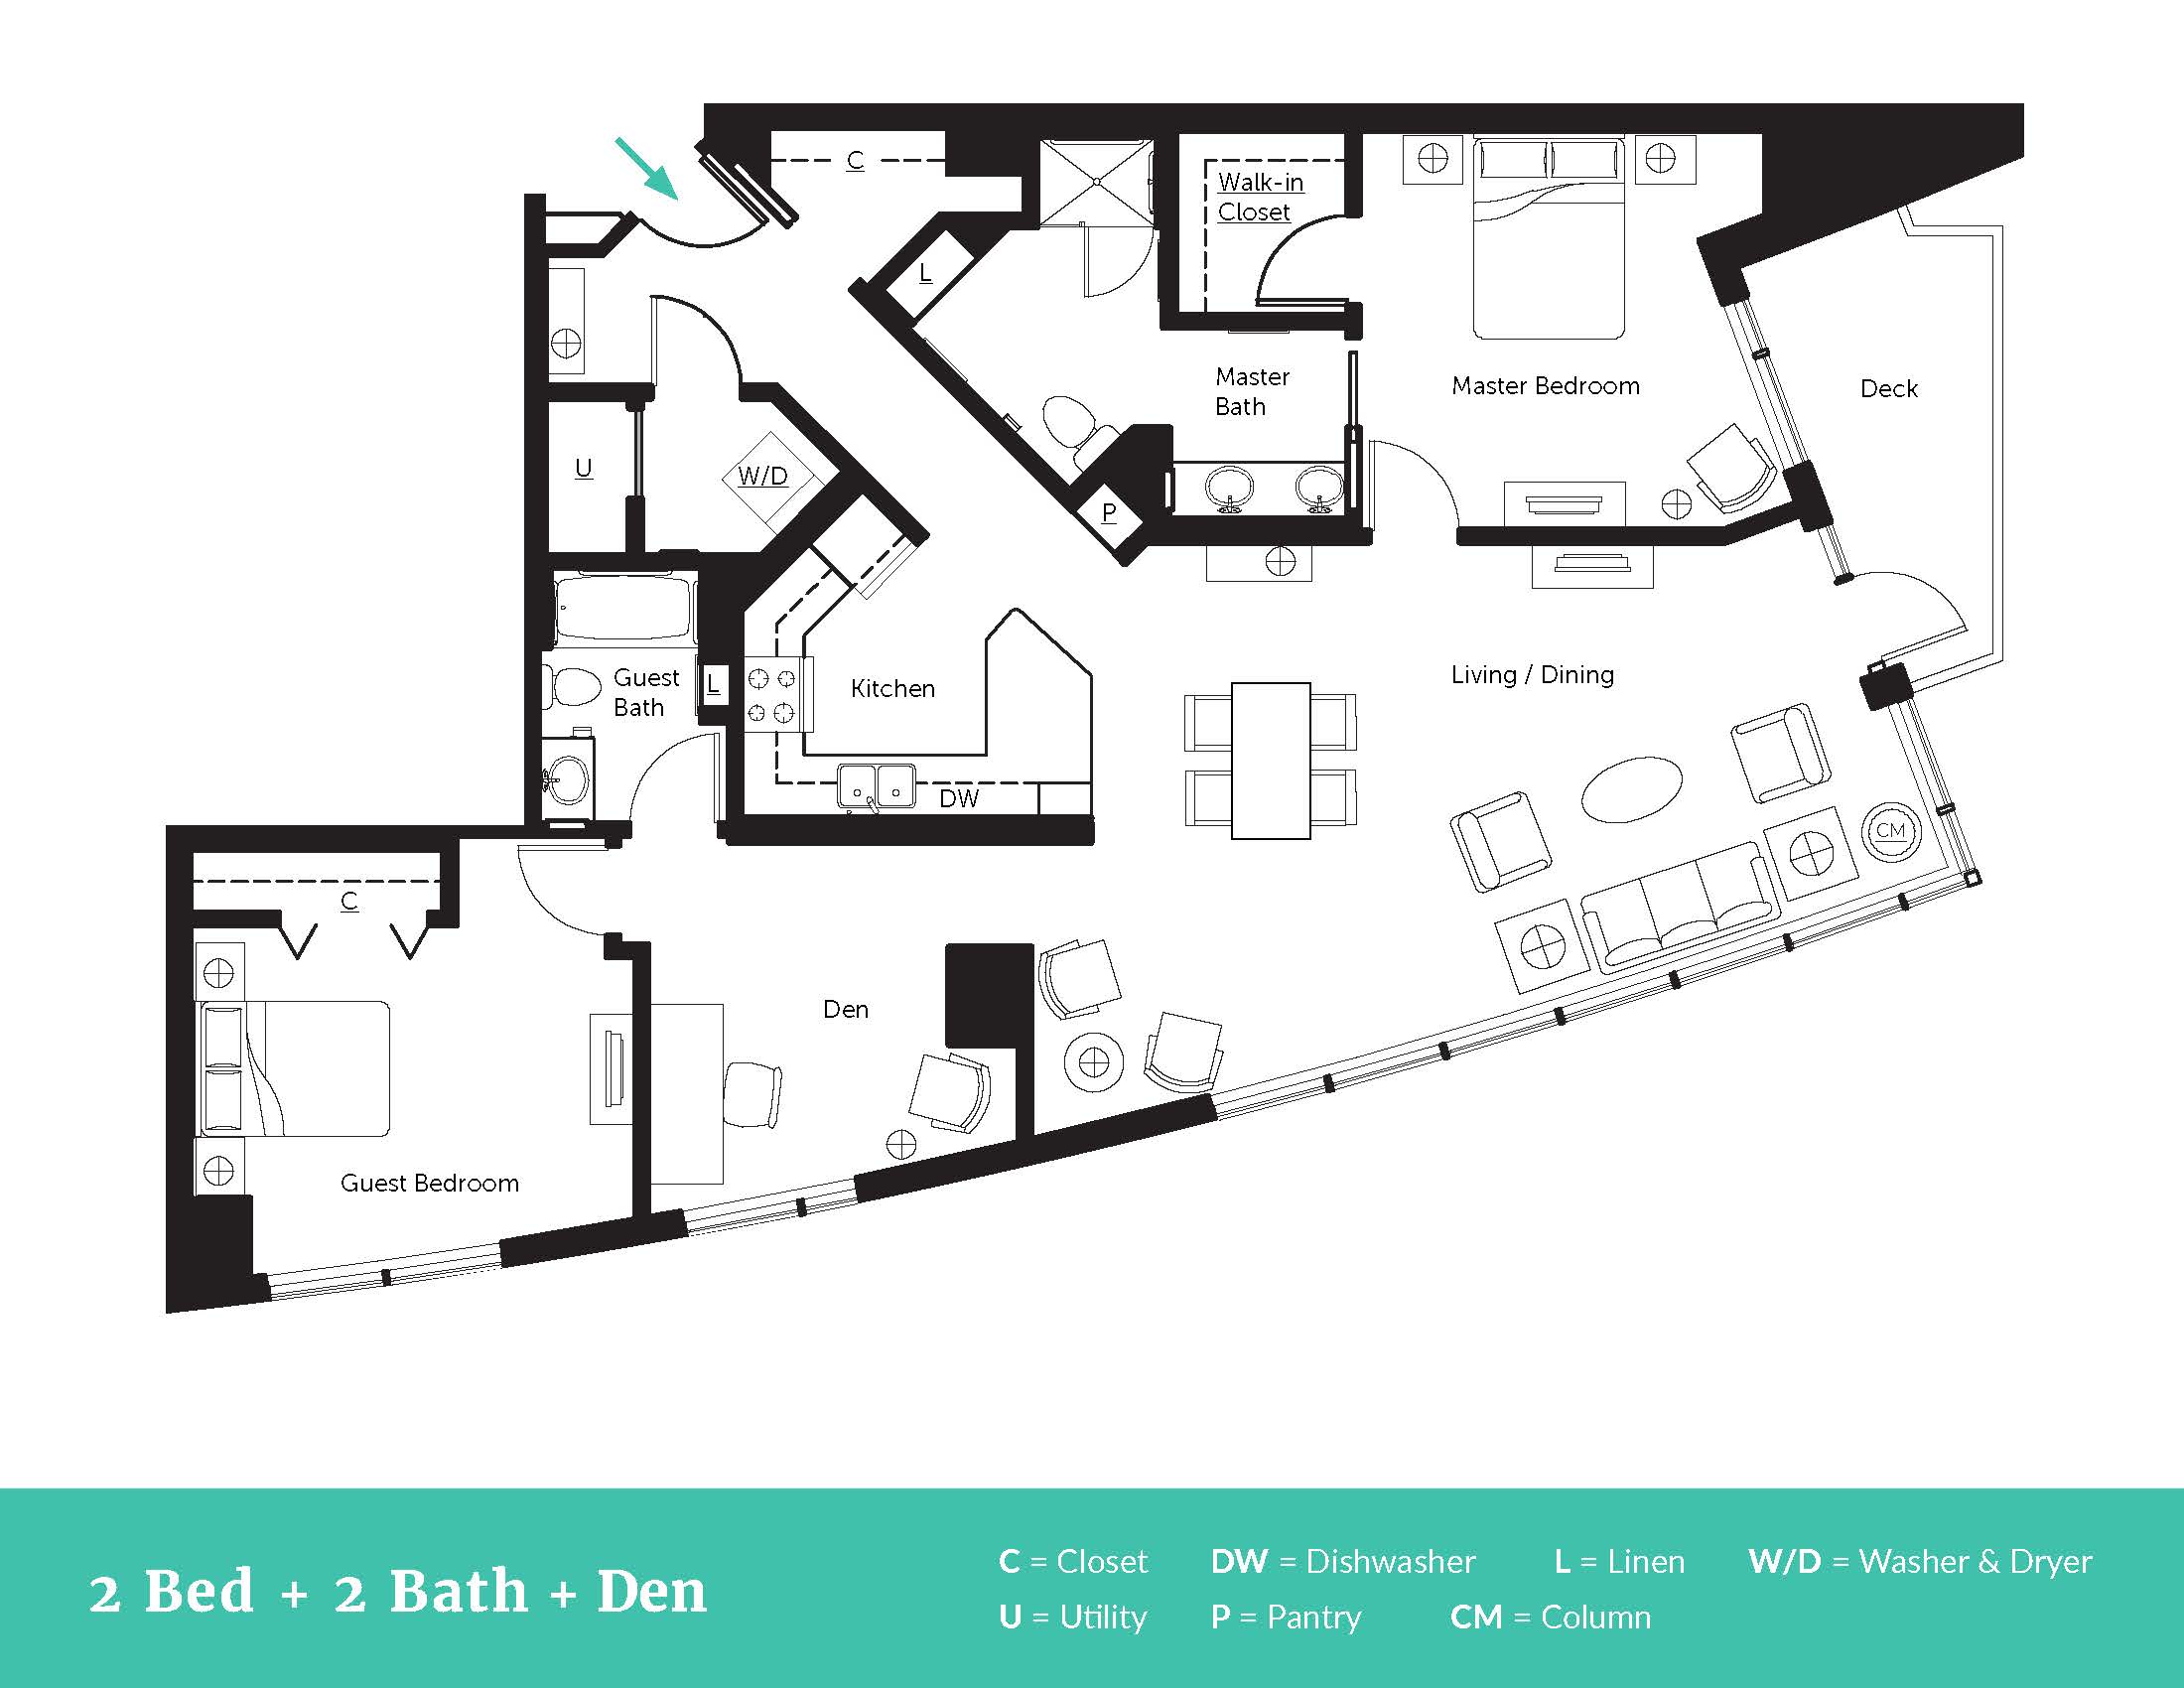 C
Walk-in
Closet
L
Master
Bath
Master Bedroom
Deck
U
W/D
P
Guest
Bath
L
Kitchen
Living / Dining
DW
CM
C
Den
Guest Bedroom
2 Bed + 2 Bath + Den
C = Closet DW = Dishwasher L = Linen W/D = Washer & Dryer
U = Utility P = Pantry CM = Column